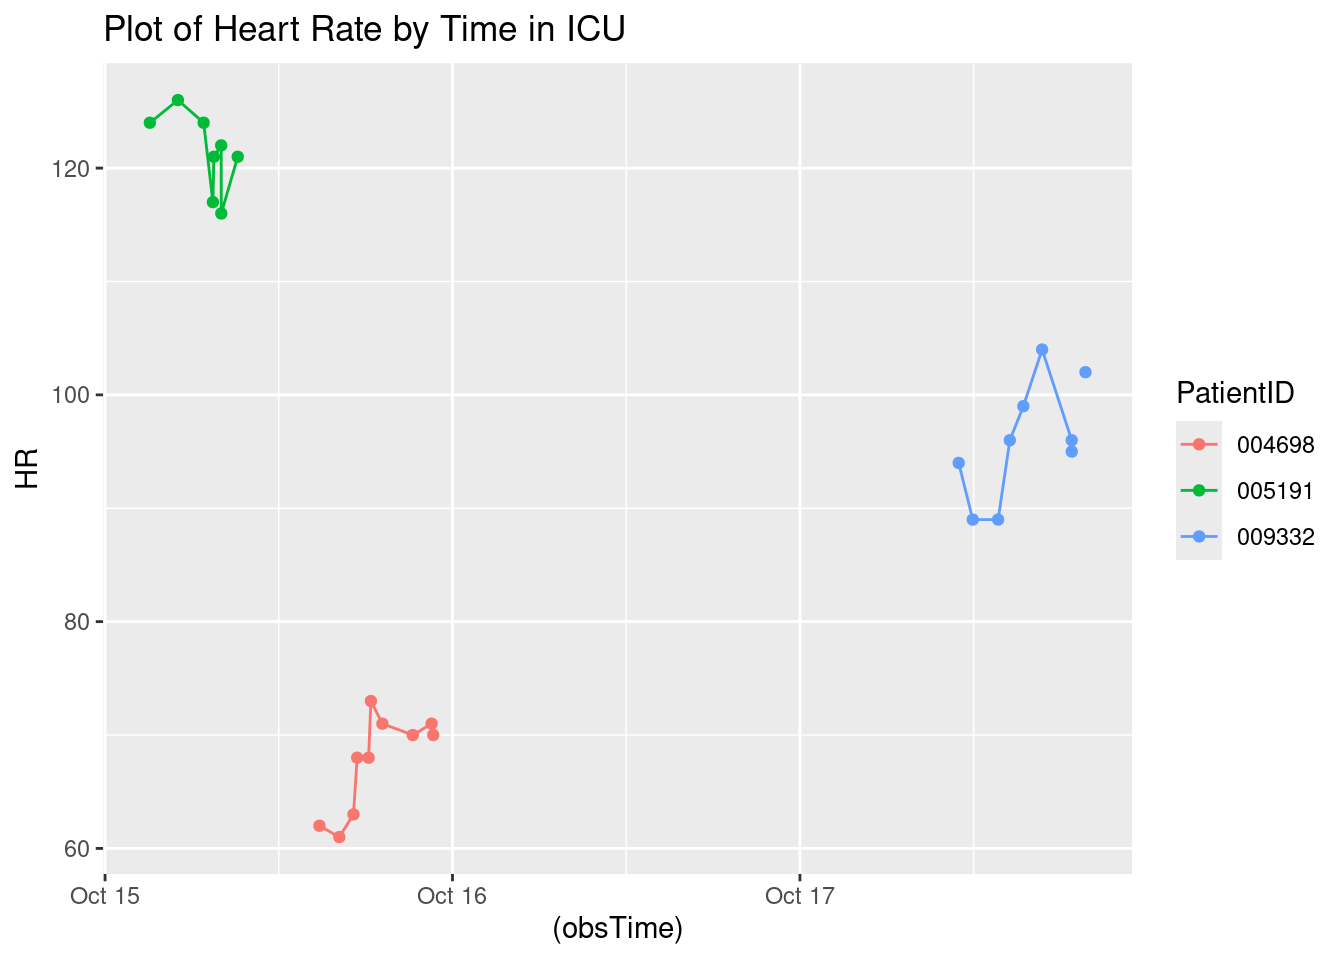 Plot of Heart Rate by Time in ICU
120
100
80
60
HR
Oct 15
Oct 16
Oct 17
(obsTime)
PatientID
004698
005191
009332